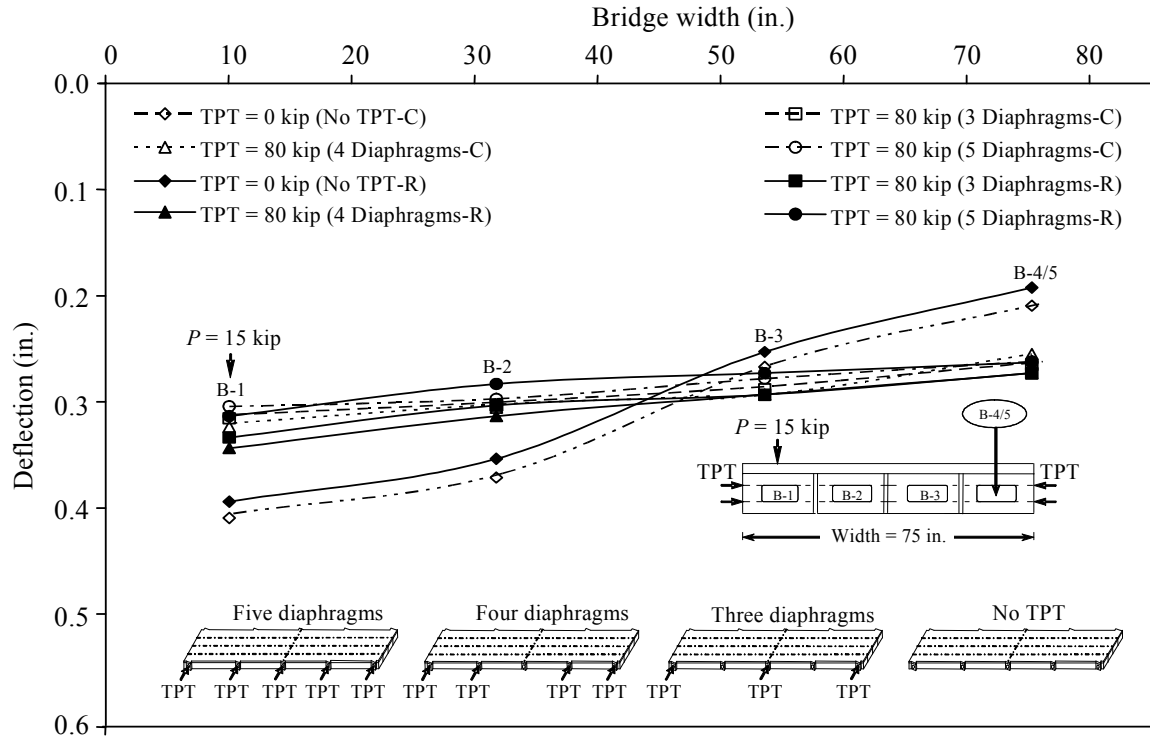 Bridge width (in.)
0 10 20 30 40 50 60 70 80
0.0
0.1
0.2
0.3
0.4
0.5
0.6
Deflection (in.)
TPT = 0 kip (No TPT-C)
TPT = 80 kip (4 Diaphragms-C)
TPT = 0 kip (No TPT-R)
TPT = 80 kip (4 Diaphragms-R)
TPT = 80 kip (3 Diaphragms-C)
TPT = 80 kip (5 Diaphragms-C)
TPT = 80 kip (3 Diaphragms-R)
TPT = 80 kip (5 Diaphragms-R)
P = 15 kip
B-1
B-2
B-3
B-4/5
P = 15 kip
B-4/5
TPT TPT
B-1 B-2 B-3
Width = 75 in.
Five diaphragms Four diaphragms Three diaphragms No TPT
TPT TPT TPT TPT TPT TPT TPT TPT TPT TPT TPT TPT